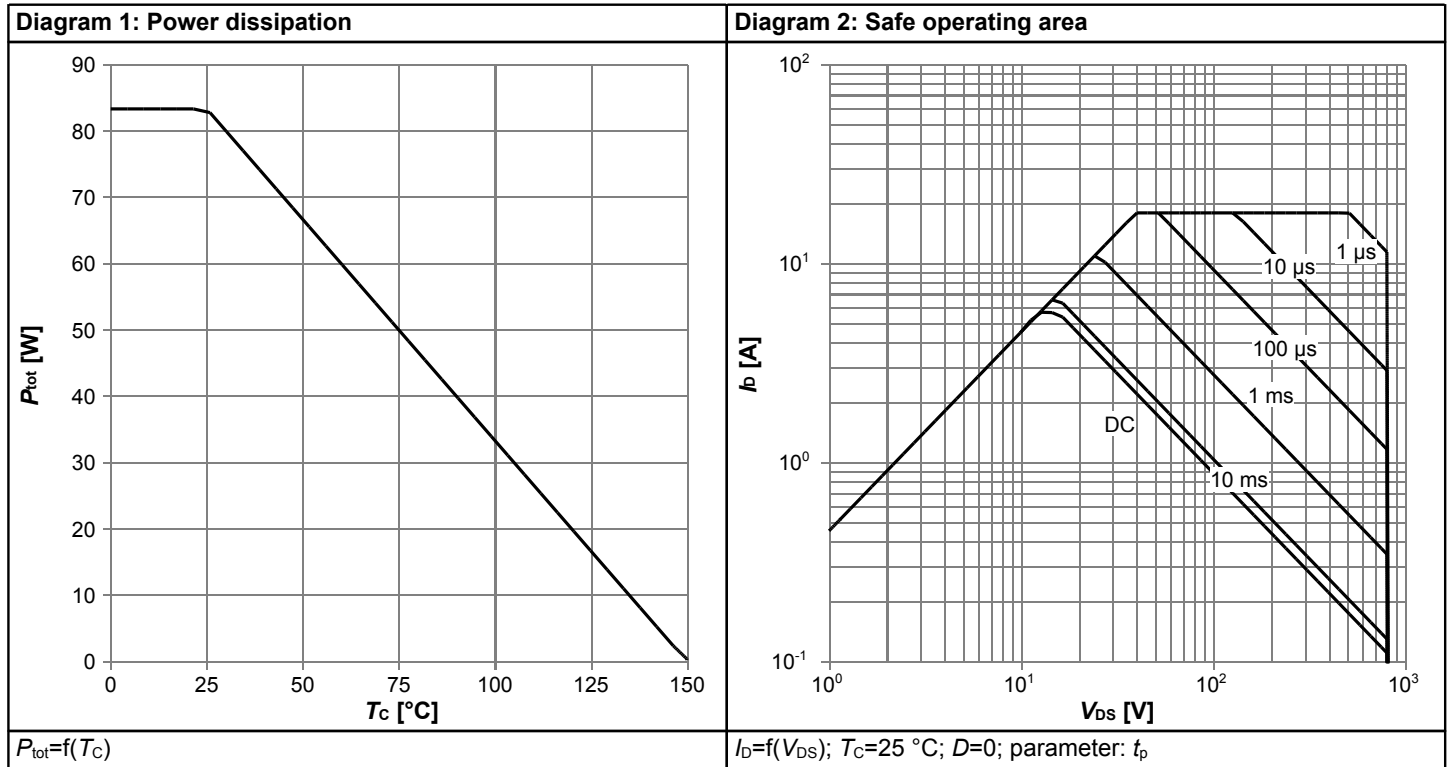 Diagram 1: Power dissipation
90
80
70
60
50
40
30
20
10
0
Ptot [W]
0 25 50 75 100 125 150
TC [°C]
Ptot=f(TC)
Diagram 2: Safe operating area
10²
10¹
10⁰
10⁻¹
ID [A]
1 µs
10 µs
100 µs
1 ms
DC
10 ms
10⁰ 10¹ 10² 10³
VDS [V]
ID=f(VDS); TC=25 °C; D=0; parameter: tp